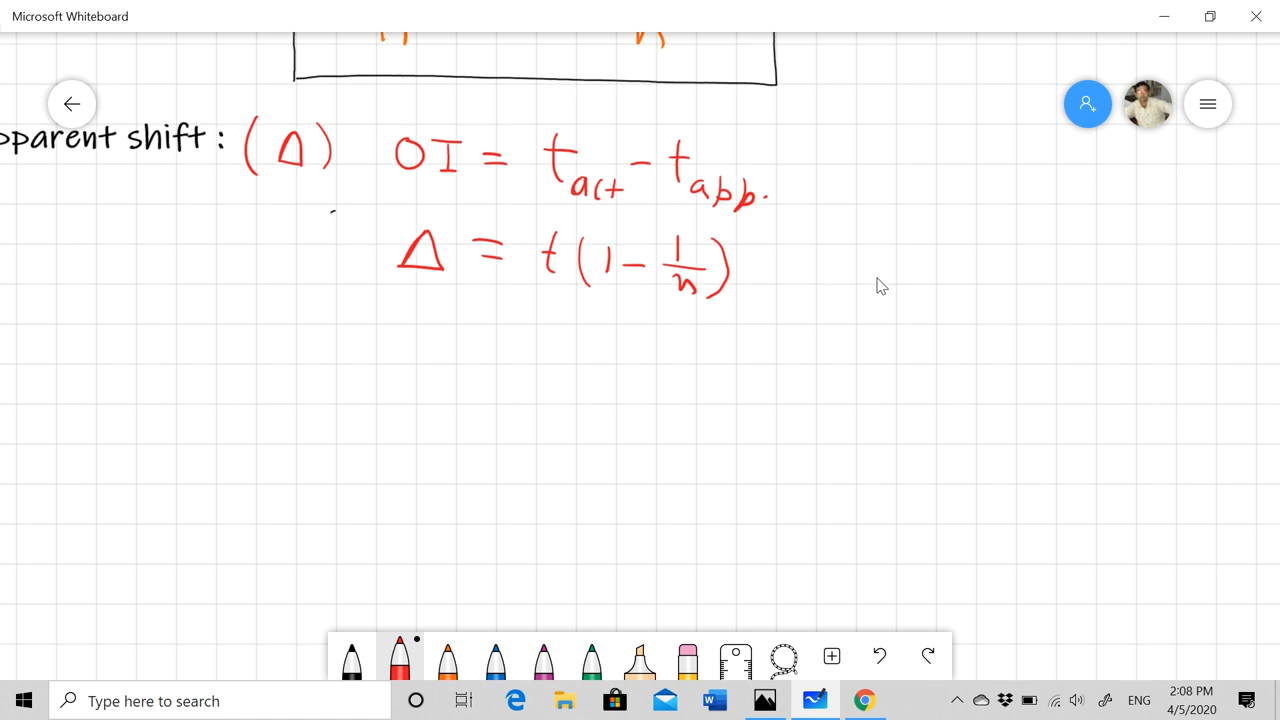 Microsoft Whiteboard
pparent shift : (Δ) OI = t_act - t_app.
Δ = t(1 - 1/n)
Type here to search
ENG
2:08 PM
4/5/2020